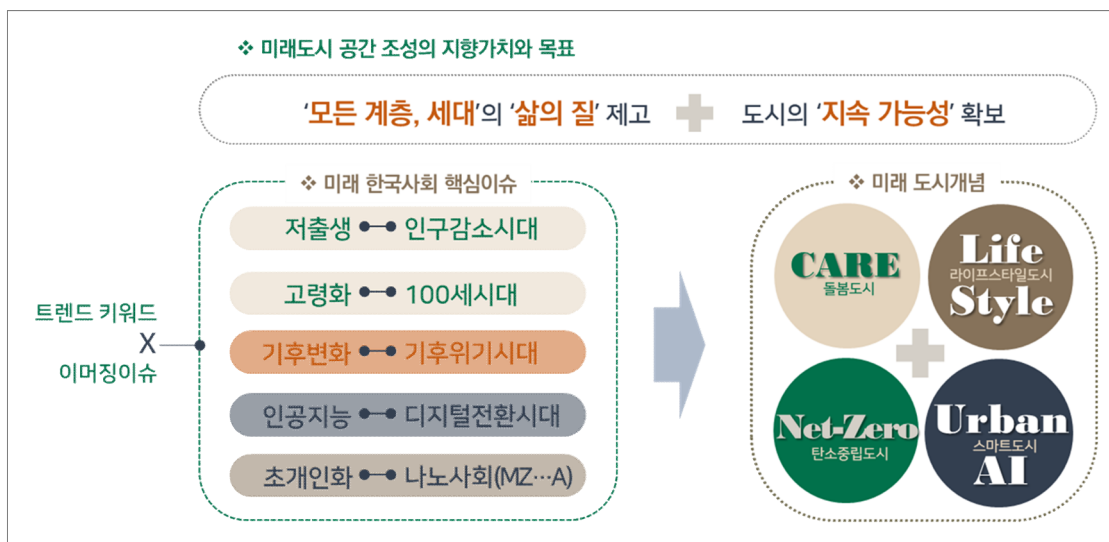 ❖ 미래도시 공간 조성의 지향가치와 목표
‘모든 계층, 세대’의 ‘삶의 질’ 제고 + 도시의 ‘지속 가능성’ 확보
❖ 미래 한국사회 핵심이슈
저출생 인구감소시대
고령화 100세시대
기후변화 기후위기시대
인공지능 디지털전환시대
초개인화 나노사회(MZ…A)
트렌드 키워드
X
이머징이슈
❖ 미래 도시개념
CARE
돌봄도시
Life
라이프스타일도시
Style
+
Net-Zero
탄소중립도시
Urban
스마트도시
AI